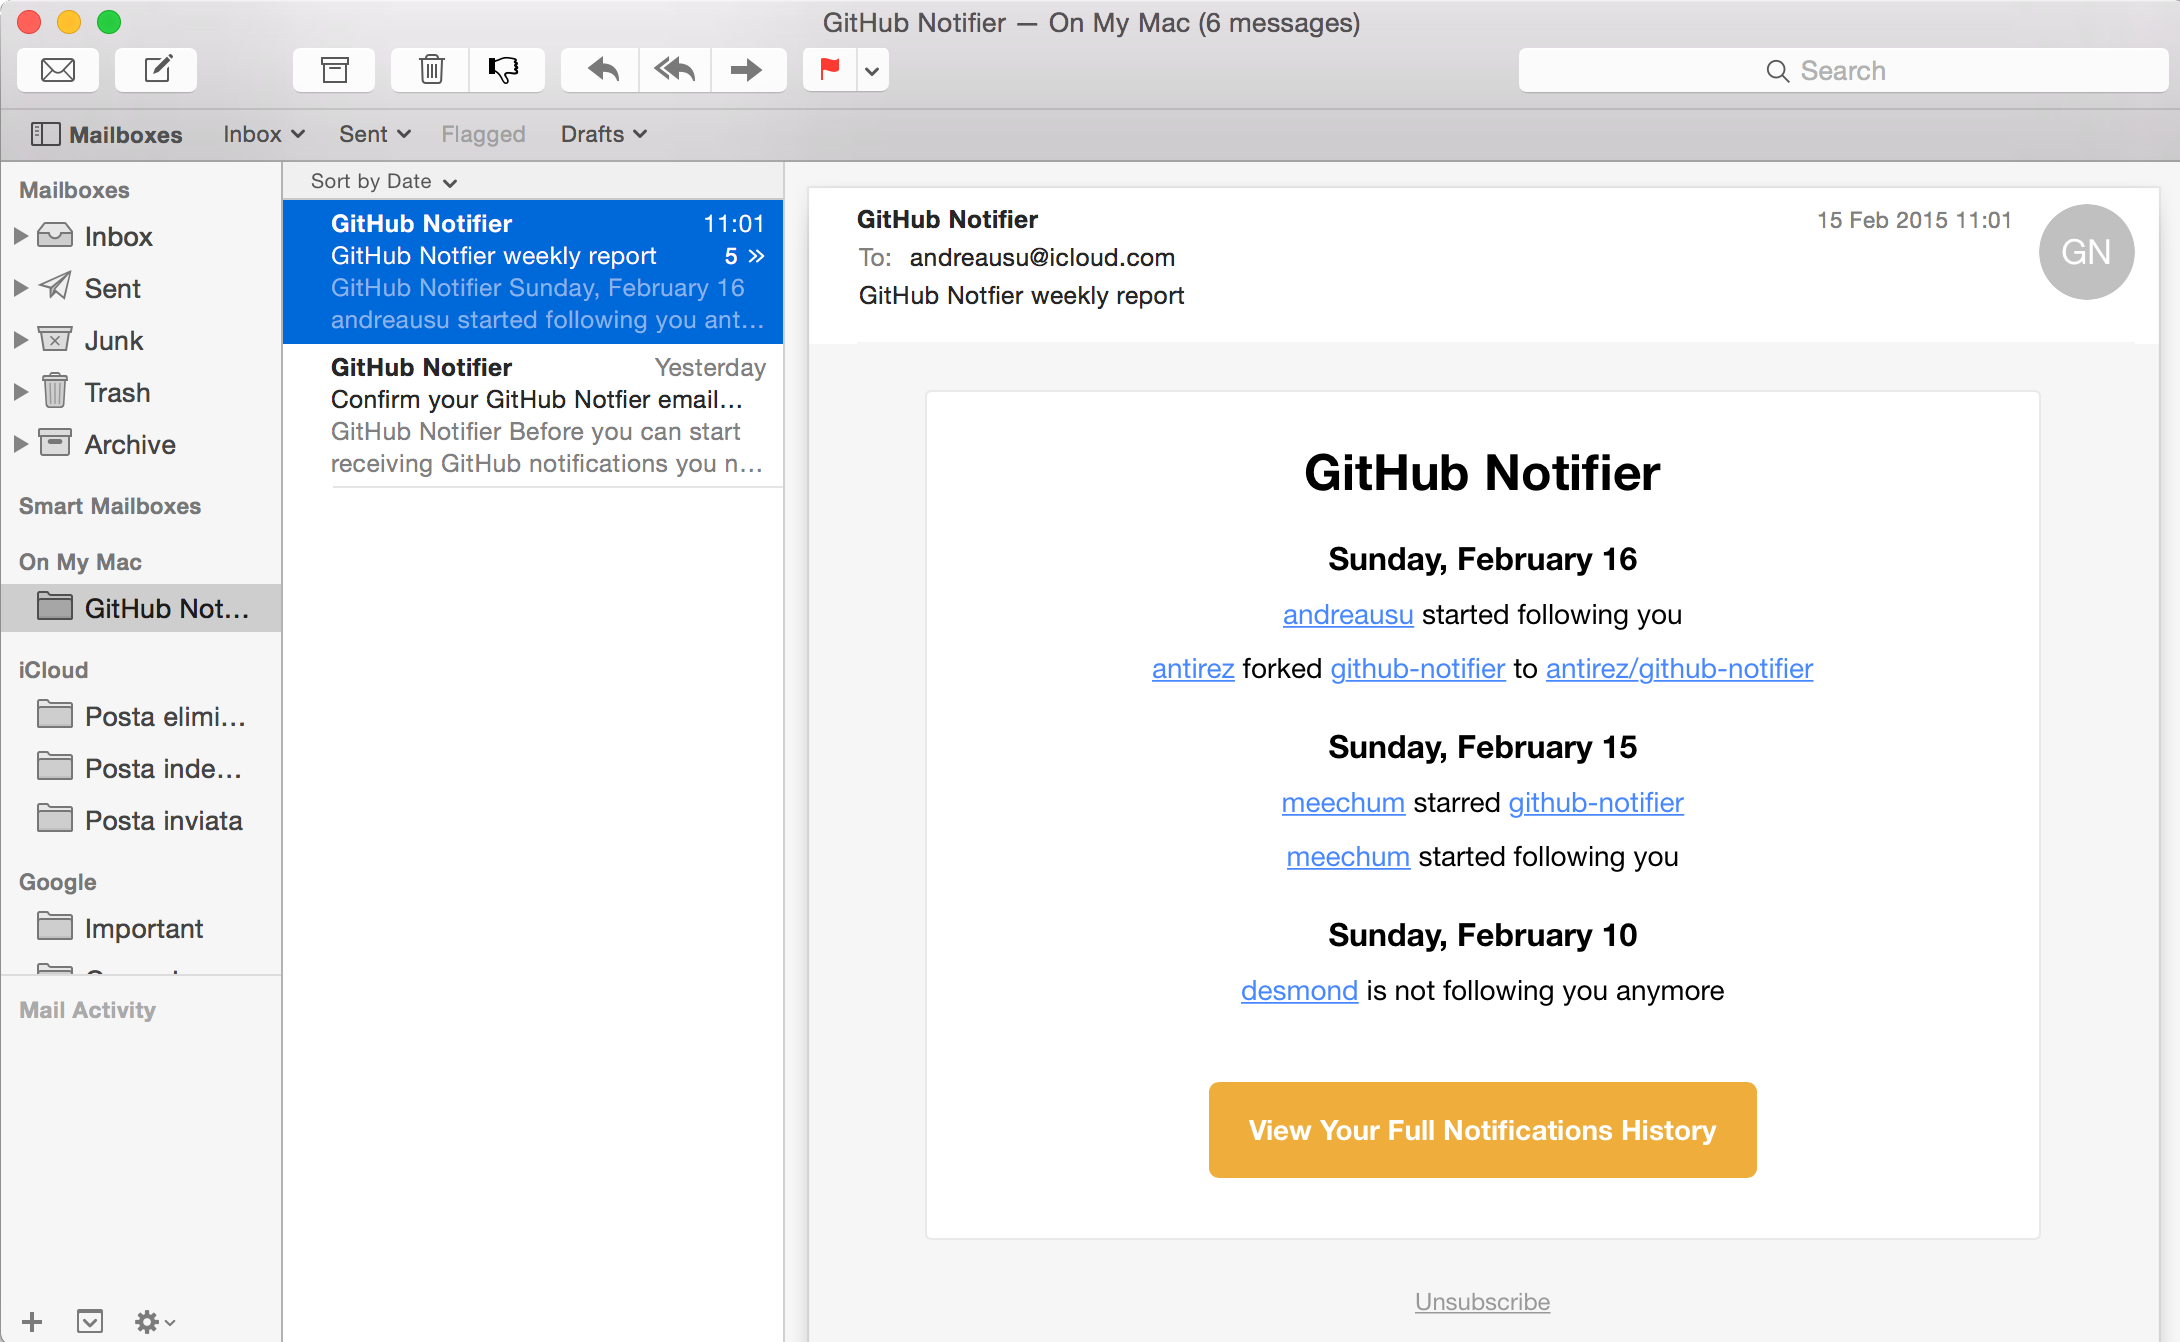 GitHub Notifier — On My Mac (6 messages)
Search
Mailboxes Inbox Sent Flagged Drafts
Mailboxes
Inbox
Sent
Junk
Trash
Archive
Smart Mailboxes
On My Mac
GitHub Not...
iCloud
Posta elimi...
Posta inde...
Posta inviata
Google
Important
Mail Activity
Sort by Date
GitHub Notifier 11:01
GitHub Notfier weekly report 5 »
GitHub Notifier Sunday, February 16
andreausu started following you ant...
GitHub Notifier Yesterday
Confirm your GitHub Notfier email...
GitHub Notifier Before you can start
receiving GitHub notifications you n...
GitHub Notifier 15 Feb 2015 11:01
GN
To: andreausu@icloud.com
GitHub Notfier weekly report
GitHub Notifier
Sunday, February 16
andreausu started following you
antirez forked github-notifier to antirez/github-notifier
Sunday, February 15
meechum starred github-notifier
meechum started following you
Sunday, February 10
desmond is not following you anymore
View Your Full Notifications History
Unsubscribe